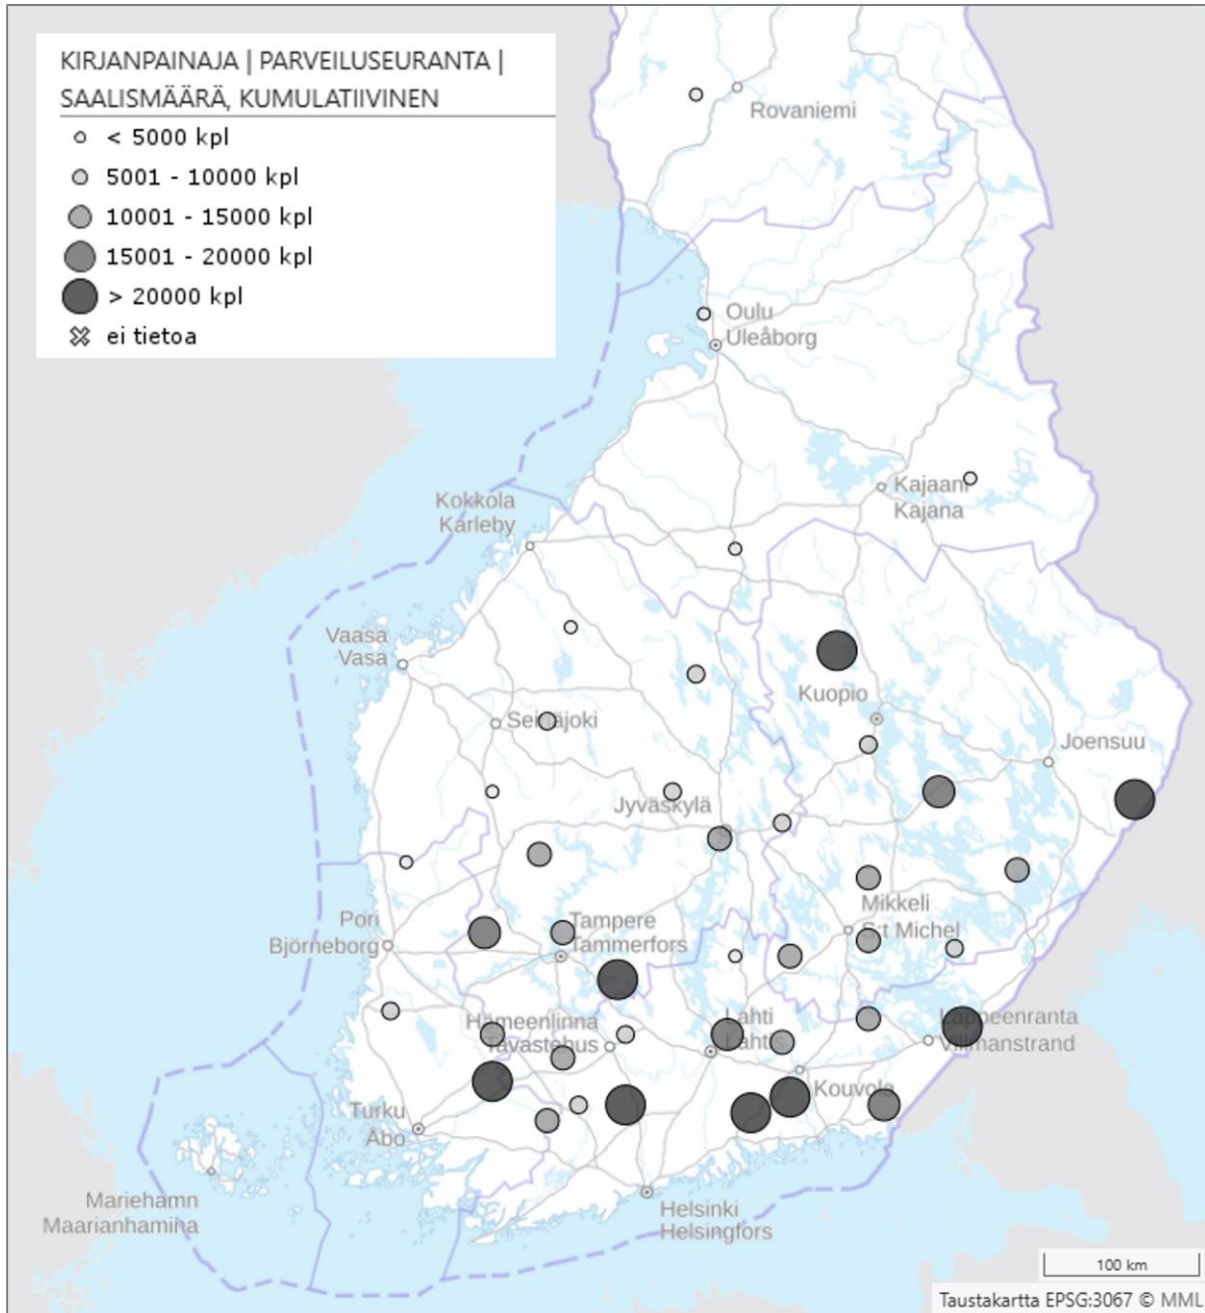 KIRJANPAINAJA | PARVEILUSEURANTA |
SAALISMÄÄRÄ, KUMULATIIVINEN
< 5000 kpl
5001 - 10000 kpl
10001 - 15000 kpl
15001 - 20000 kpl
> 20000 kpl
ei tietoa
Rovaniemi
Oulu
Uleåborg
Kajaani
Kajana
Kokkola
Karleby
Vaasa
Vasa
Kuopio
Seinäjoki
Joensuu
Jyväskylä
Mikkeli
S:t Michel
Pori
Björneborg
Tampere
Tammerfors
Hämeenlinna
Tavastehus
Lahti
Lahtis
Lappeenranta
Villmanstrand
Kouvola
Turku
Åbo
Mariehamn
Maarianhamina
Helsinki
Helsingfors
100 km
Taustakartta EPSG:3067 © MML